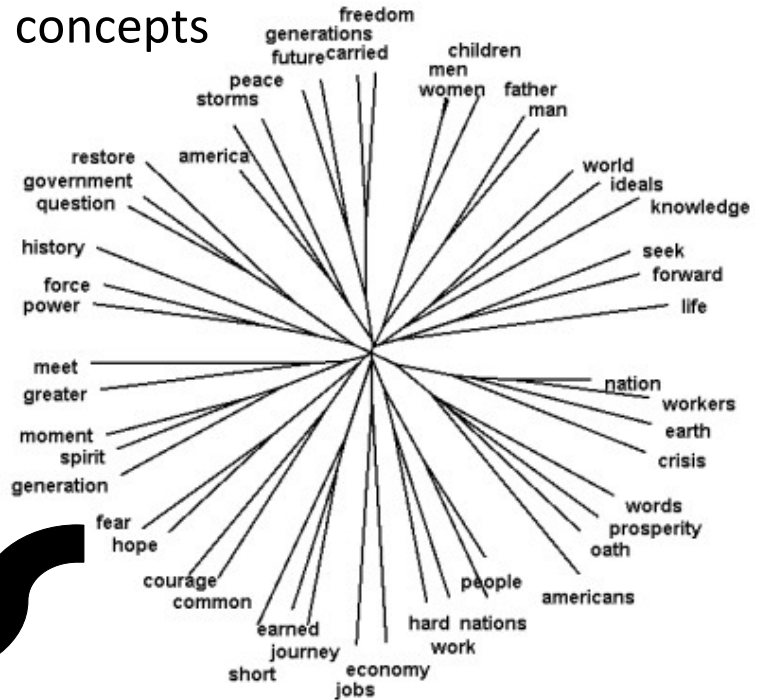 concepts
freedom
generations
future carried
children
men
women
father
man
peace
storms
america
restore
government
question
history
force
power
world
ideals
knowledge
seek
forward
life
meet
greater
moment
spirit
generation
nation
workers
earth
crisis
words
prosperity
oath
americans
fear
hope
courage
common
earned
journey
short
economy
jobs
people
hard nations
work